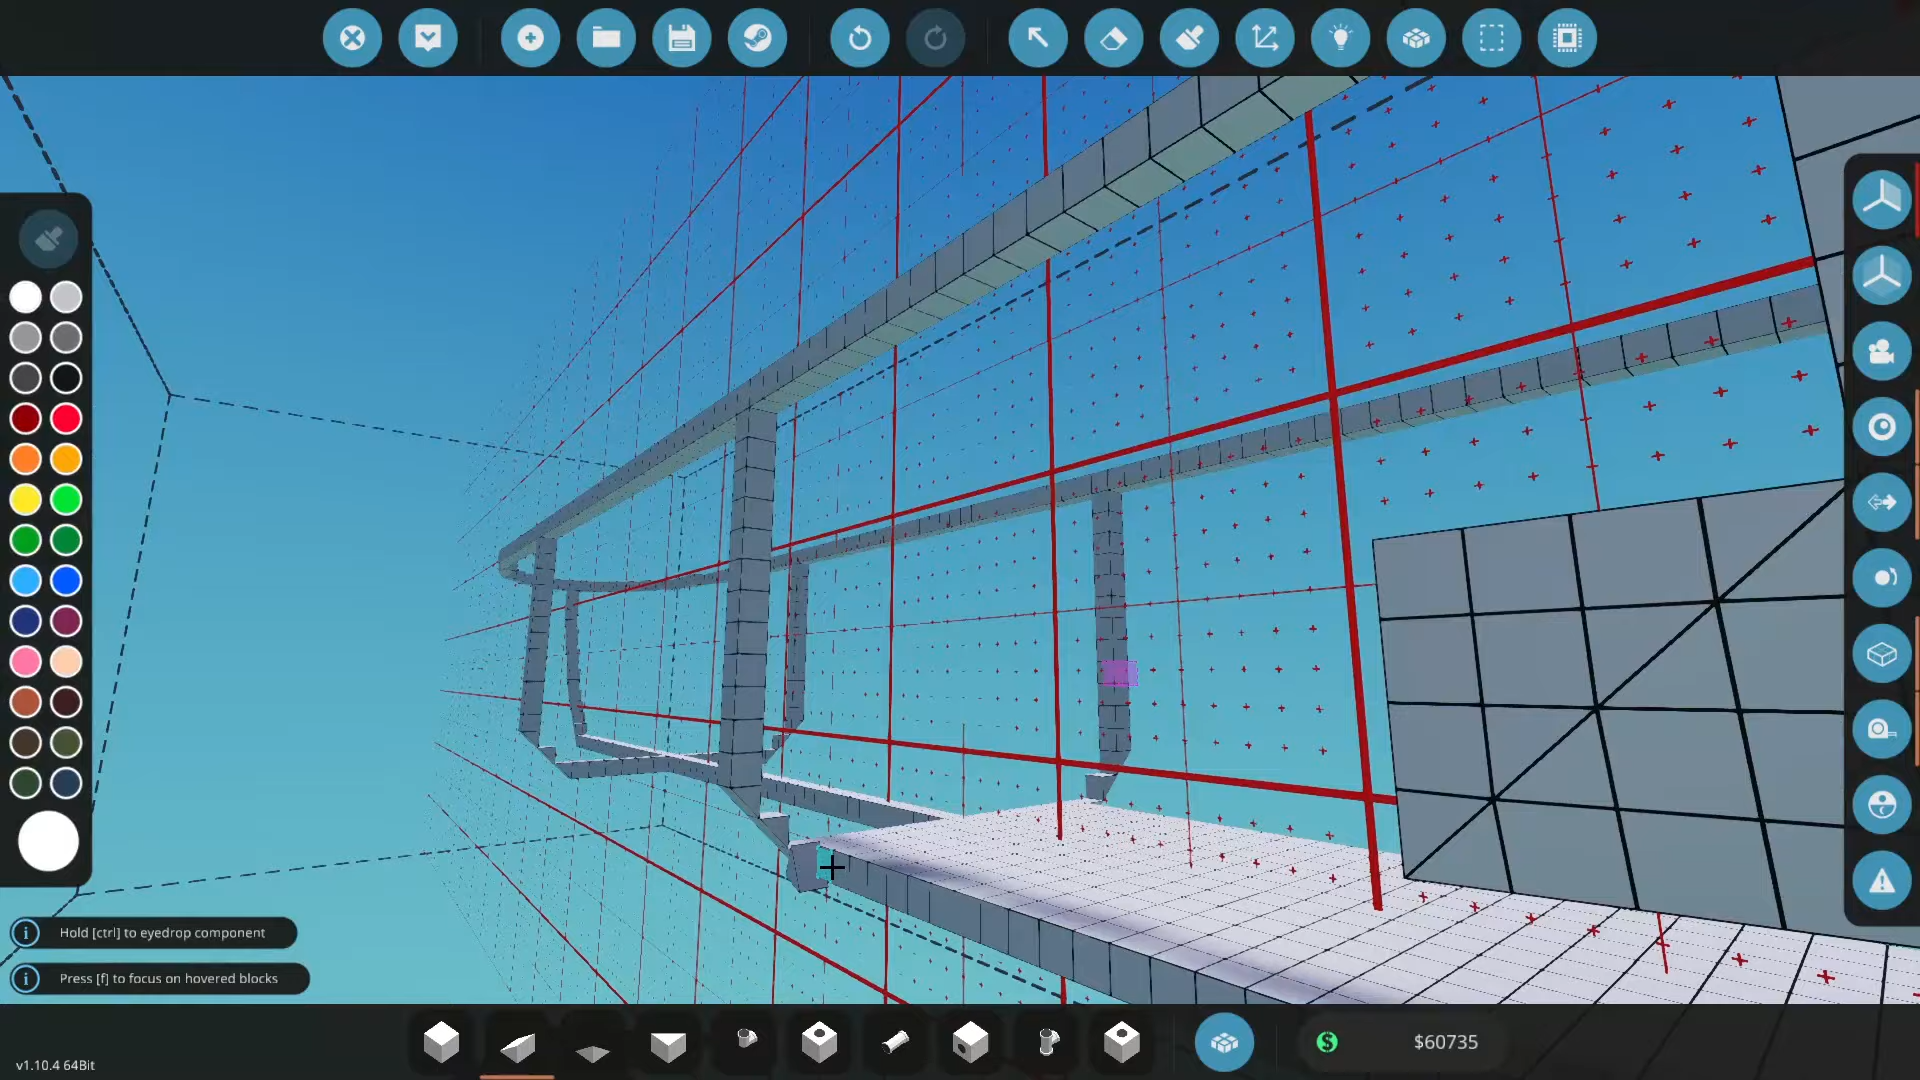 Hold [ctrl] to eyedrop component
Press [f] to focus on hovered blocks
v1.10.4 64Bit
$60735